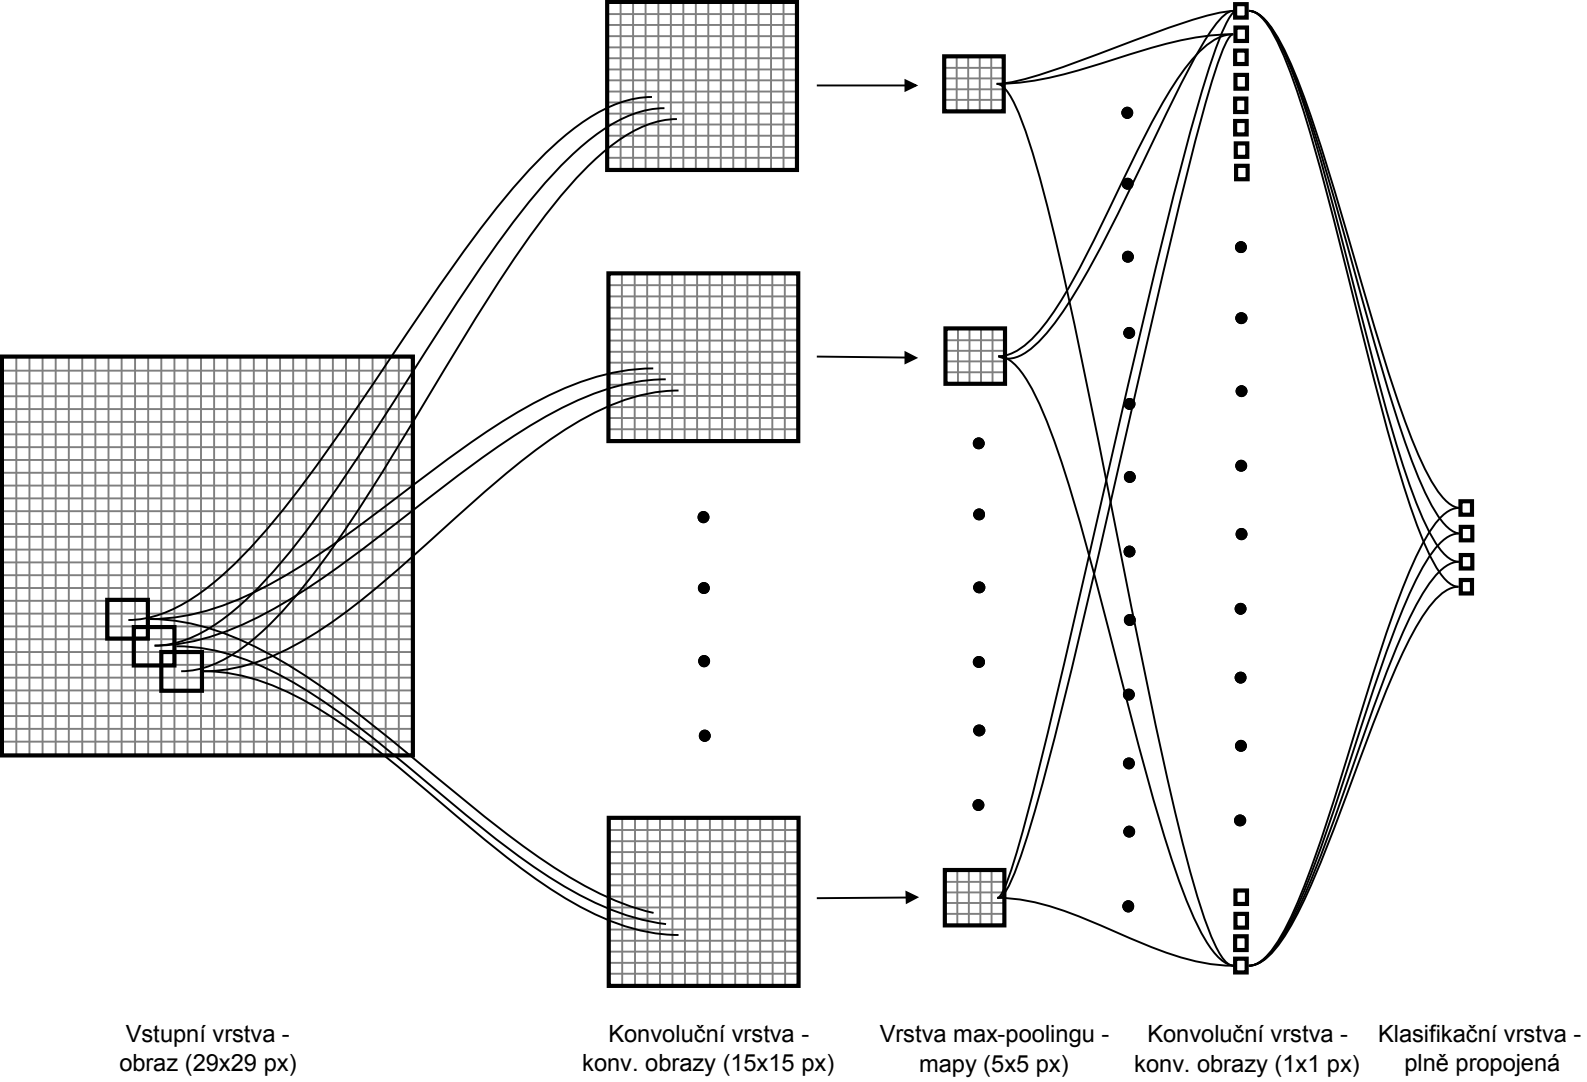 Vstupní vrstva -
obraz (29x29 px)
Konvoluční vrstva -
konv. obrazy (15x15 px)
Vrstva max-poolingu -
mapy (5x5 px)
Konvoluční vrstva -
konv. obrazy (1x1 px)
Klasifikační vrstva -
plně propojená